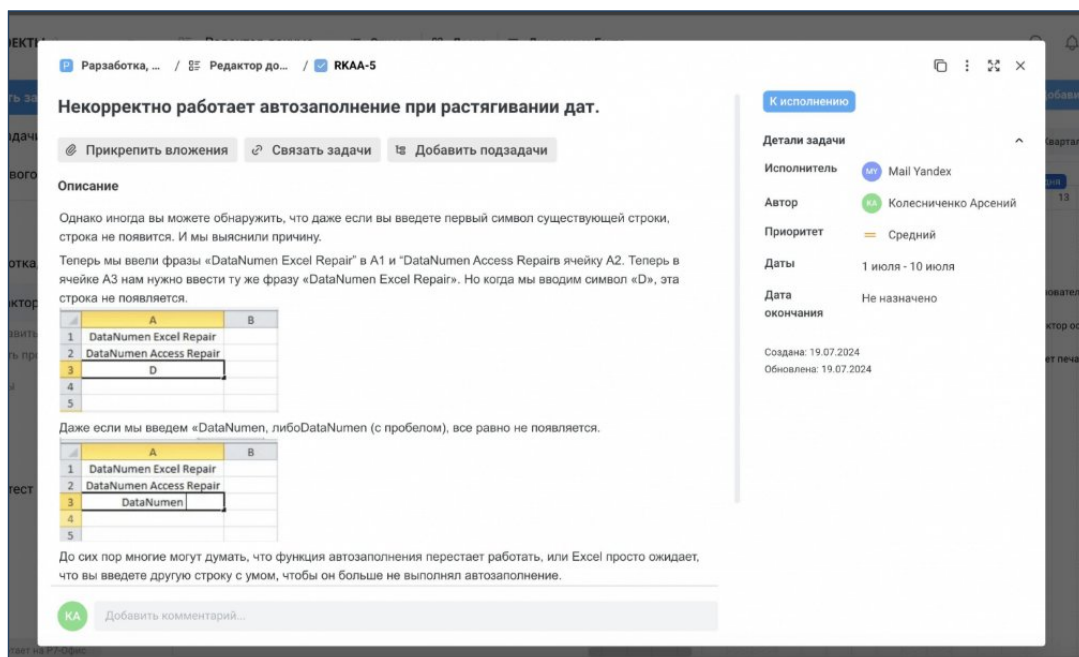 Рарзаботка, ... / Редактор до... / RKAA-5
Некорректно работает автозаполнение при растягивании дат.
Прикрепить вложения Связать задачи Добавить подзадачи
Описание
Однако иногда вы можете обнаружить, что даже если вы введете первый символ существующей строки,
строка не появится. И мы выяснили причину.
Теперь мы ввели фразы «DataNumen Excel Repair" в A1 и "DataNumen Access Repairв ячейку A2. Теперь в
ячейке A3 нам нужно ввести ту же фразу «DataNumen Excel Repair». Но когда мы вводим символ «D», эта
строка не появляется.
A B
1 DataNumen Excel Repair
2 DataNumen Access Repair
3 D
4
5
Даже если мы введем «DataNumen, либоDataNumen (с пробелом), все равно не появляется.
A B
1 DataNumen Excel Repair
2 DataNumen Access Repair
3 DataNumen
4
5
До сих пор многие могут думать, что функция автозаполнения перестает работать, или Excel просто ожидает,
что вы введете другую строку с умом, чтобы он больше не выполнял автозаполнение.
KA Добавить комментарий...
К исполнению
Детали задачи
Исполнитель MY Mail Yandex
Автор KA Колесниченко Арсений
Приоритет Средний
Даты 1 июля - 10 июля
Дата
окончания
Не назначено
Создана: 19.07.2024
Обновлена: 19.07.2024
13